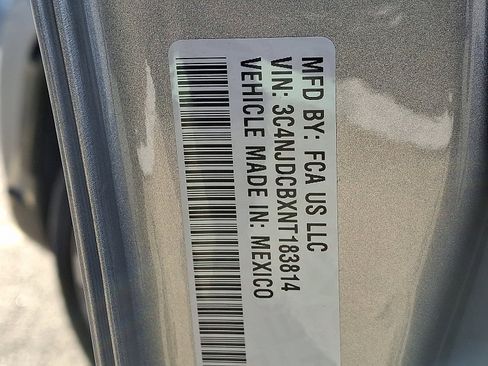 MFD BY: FCA US LLC
VIN: 3C4NJDCBXNT183814
VEHICLE MADE IN: MEXICO